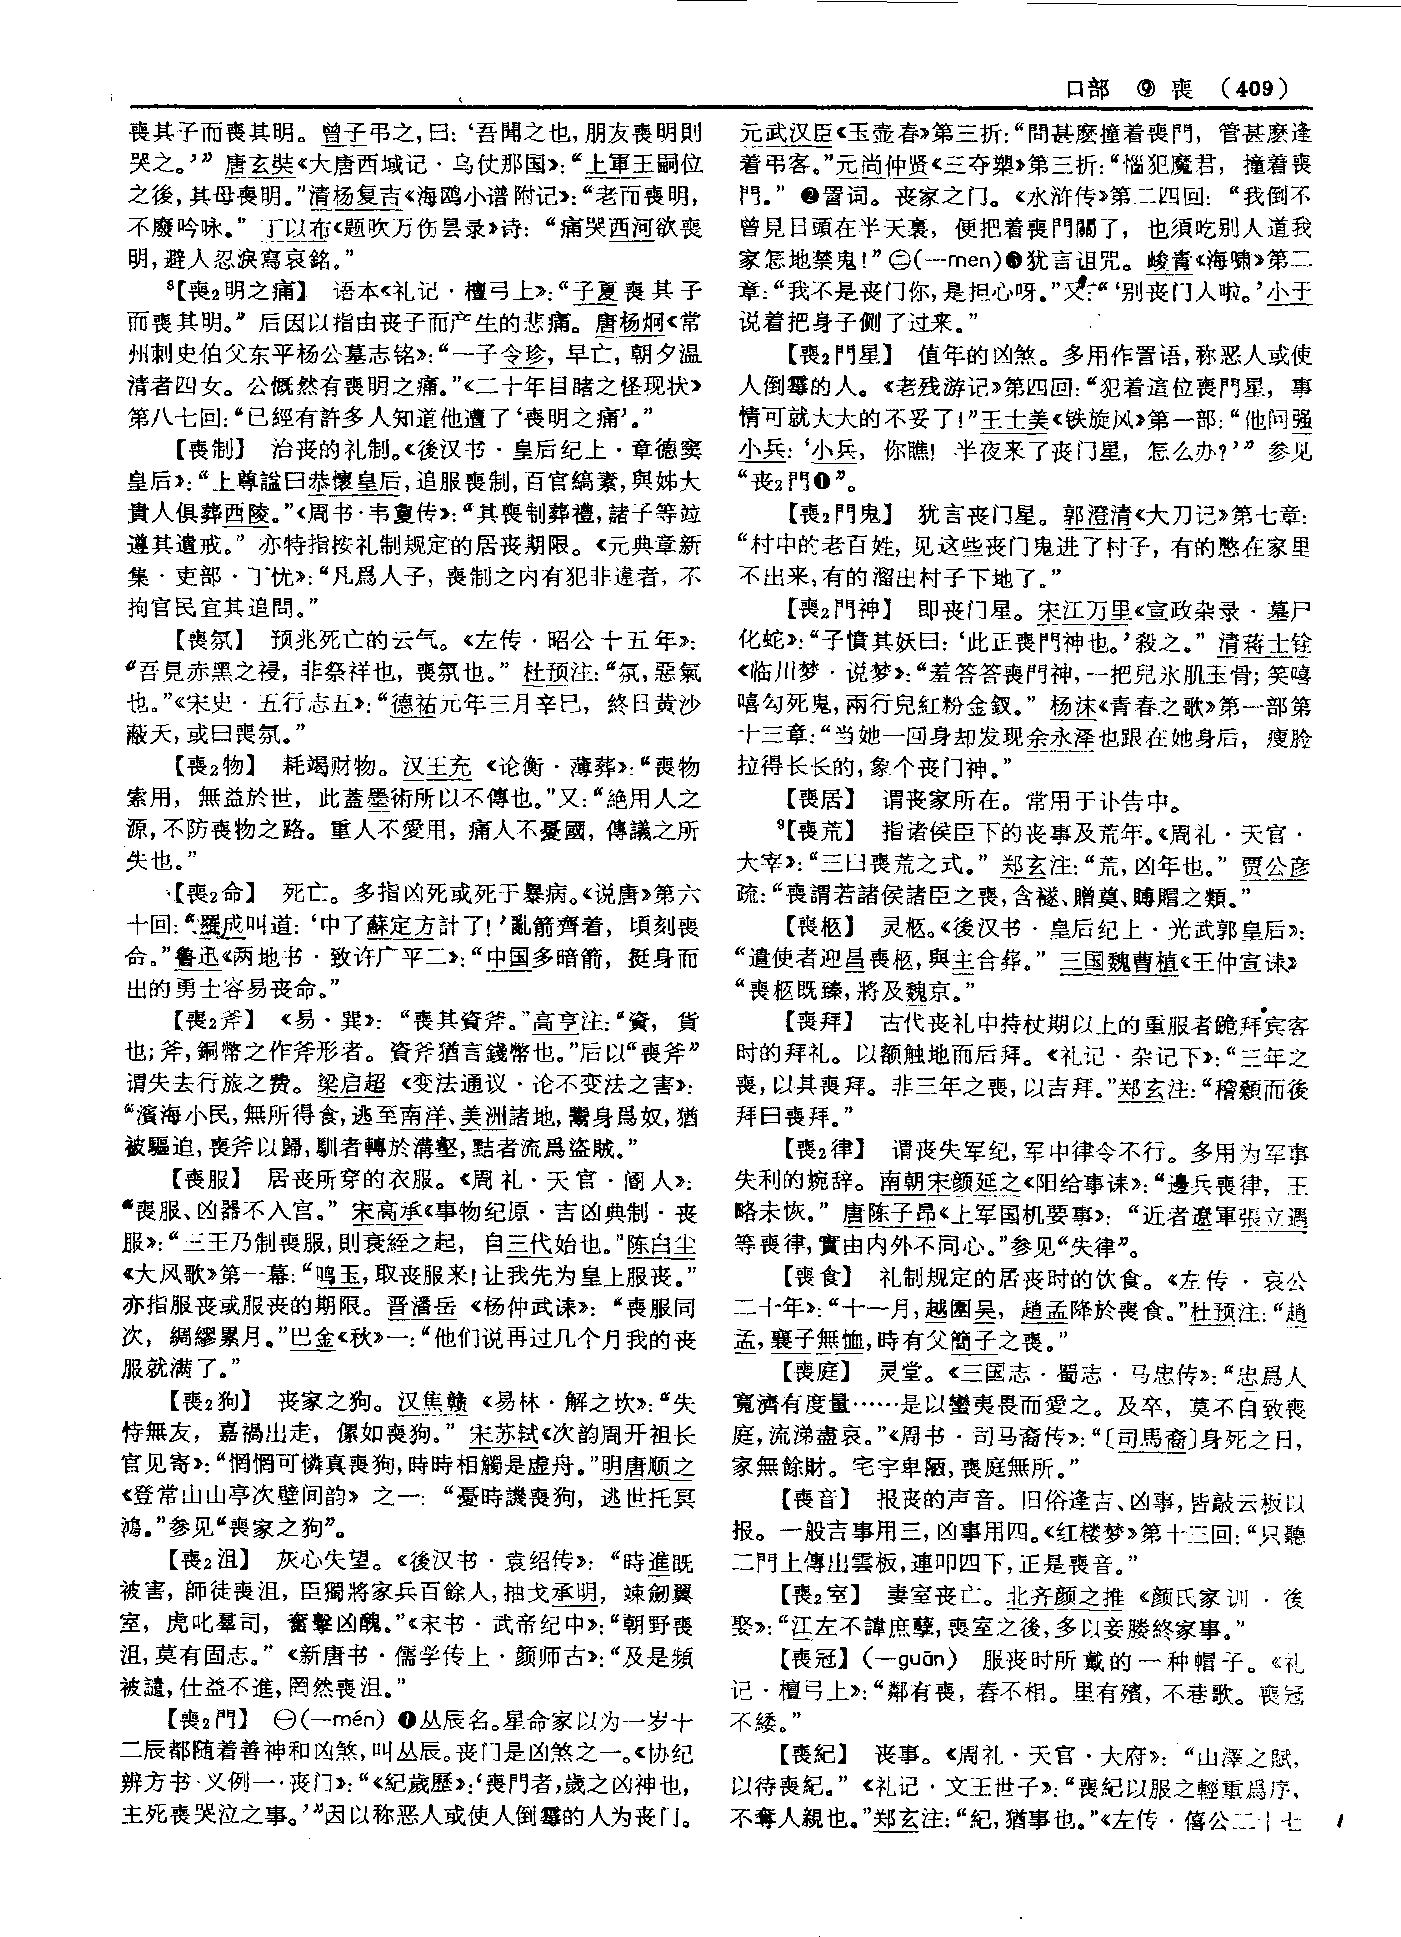 口部 ⑨ 喪 (409)
喪其子而喪其明。曾子弔之,曰:‘吾聞之也,朋友喪明則
哭之。’”唐玄奘《大唐西域记·乌仗那国》:“上軍王嗣位
之後,其母喪明。”清杨复吉《海鸥小谱附记》:“老而喪明,
不廢吟咏。”丁以布《题吹万伤昙录》诗:“痛哭西河欲喪
明,避人忍淚寫哀銘。”
⁸【喪₂明之痛】 语本《礼记·檀弓上》:“子夏喪其子
而喪其明。”后因以指由丧子而产生的悲痛。唐杨炯《常
州刺史伯父东平杨公墓志铭》:“一子令珍,早亡,朝夕温
清者四女。公慨然有喪明之痛。”《二十年目睹之怪现状》
第八七回:“已經有許多人知道他遭了‘喪明之痛’。”
【喪制】 治丧的礼制。《後汉书·皇后纪上·章德窦
皇后》:“上尊謚曰恭懷皇后,追服喪制,百官縞素,與姊大
貴人俱葬西陵。”《周书·韦敻传》:“其喪制葬禮,諸子等竝
遵其遺戒。”亦特指按礼制规定的居丧期限。《元典章新
集·吏部·丁忧》:“凡爲人子,喪制之内有犯非違者,不
拘官民宜其追問。”
【喪氛】 预兆死亡的云气。《左传·昭公十五年》:
“吾見赤黑之祲,非祭祥也,喪氛也。”杜预注:“氛,惡氣
也。”《宋史·五行志五》:“德祐元年三月辛巳,終日黄沙
蔽天,或曰喪氛。”
【喪₂物】 耗竭财物。汉王充《论衡·薄葬》:“喪物
索用,無益於世,此蓋墨術所以不傳也。”又:“絶用人之
源,不防喪物之路。重人不愛用,痛人不憂國,傳議之所
失也。”
【喪₂命】 死亡。多指凶死或死于暴病。《说唐》第六
十回:“羅成叫道:‘中了蘇定方計了!’亂箭齊着,頃刻喪
命。”魯迅《两地书·致许广平二》:“中国多暗箭,挺身而
出的勇士容易丧命。”
【喪₂斧】 《易·巽》:“喪其資斧。”高亨注:“資,貨
也;斧,銅幣之作斧形者。資斧猶言錢幣也。”后以“喪斧”
谓失去行旅之费。梁启超《变法通议·论不变法之害》:
“濱海小民,無所得食,逃至南洋、美洲諸地,鬻身爲奴,猶
被驅迫,喪斧以歸,馴者轉於溝壑,黠者流爲盜賊。”
【喪服】 居丧所穿的衣服。《周礼·天官·阍人》:
“喪服、凶器不入宫。”宋高承《事物纪原·吉凶典制·丧
服》:“三王乃制喪服,則衰絰之起,自三代始也。”陈白尘
《大风歌》第一幕:“鸣玉,取丧服来!让我先为皇上服丧。”
亦指服丧或服丧的期限。晋潘岳《杨仲武诔》:“喪服同
次,綢繆累月。”巴金《秋》一:“他们说再过几个月我的丧
服就满了。”
【喪₂狗】 丧家之狗。汉焦赣《易林·解之坎》:“失
恃無友,嘉禍出走,儽如喪狗。”宋苏轼《次韵周开祖长
官见寄》:“惘惘可憐真喪狗,時時相觸是虚舟。”明唐顺之
《登常山山亭次壁间韵》之一:“憂時譏喪狗,逃世托冥
鴻。”参见“喪家之狗”。
【喪₂沮】 灰心失望。《後汉书·袁绍传》:“時進既
被害,師徒喪沮,臣獨將家兵百餘人,抽戈承明,竦劒翼
室,虎叱羣司,奮擊凶醜。”《宋书·武帝纪中》:“朝野喪
沮,莫有固志。”《新唐书·儒学传上·颜师古》:“及是頻
被譴,仕益不進,罔然喪沮。”
【喪₂門】 ㊀(—mén) ❶丛辰名。星命家以为一岁十
二辰都随着善神和凶煞,叫丛辰。丧门是凶煞之一。《协纪
辨方书·义例一·丧门》:“《紀歲歷》:‘喪門者,歲之凶神也,
主死喪哭泣之事。’”因以称恶人或使人倒霉的人为丧门。
元武汉臣《玉壶春》第三折:“問甚麽撞着喪門,管甚麽逢
着弔客。”元尚仲贤《三夺槊》第三折:“惱犯魔君,撞着喪
門。” ❷詈词。丧家之门。《水浒传》第二四回:“我倒不
曾見日頭在半天裏,便把着喪門關了,也須吃别人道我
家怎地禁鬼!”㊁(—men)❸犹言诅咒。峻青《海啸》第二
章:“我不是丧门你,是担心呀。”又:“‘别丧门人啦。’小于
说着把身子侧了过来。”
【喪₂門星】 值年的凶煞。多用作詈语,称恶人或使
人倒霉的人。《老残游记》第四回:“犯着這位喪門星,事
情可就大大的不妥了!”王士美《铁旋风》第一部:“他问强
小兵:‘小兵,你瞧!半夜来了丧门星,怎么办?’”参见
“丧₂門❶”。
【喪₂門鬼】 犹言丧门星。郭澄清《大刀记》第七章:
“村中的老百姓,见这些丧门鬼进了村子,有的憋在家里
不出来,有的溜出村子下地了。”
【喪₂門神】 即丧门星。宋江万里《宣政杂录·墓尸
化蛇》:“子憤其妖曰:‘此正喪門神也。’殺之。”清蒋士铨
《临川梦·说梦》:“羞答答喪門神,一把兒氷肌玉骨;笑嘻
嘻勾死鬼,兩行兒紅粉金釵。”杨沫《青春之歌》第一部第
十三章:“当她一回身却发现余永泽也跟在她身后,瘦脸
拉得长长的,象个丧门神。”
【喪居】 谓丧家所在。常用于讣告中。
⁹【喪荒】 指诸侯臣下的丧事及荒年。《周礼·天官·
大宰》:“三曰喪荒之式。”郑玄注:“荒,凶年也。”贾公彦
疏:“喪謂若諸侯諸臣之喪,含襚、贈奠、賻賵之類。”
【喪柩】 灵柩。《後汉书·皇后纪上·光武郭皇后》:
“遣使者迎昌喪柩,與主合葬。”三国魏曹植《王仲宣诔》
“喪柩既臻,將及魏京。”
【喪拜】 古代丧礼中持杖期以上的重服者跪拜宾客
时的拜礼。以额触地而后拜。《礼记·杂记下》:“三年之
喪,以其喪拜。非三年之喪,以吉拜。”郑玄注:“稽顙而後
拜曰喪拜。”
【喪₂律】 谓丧失军纪,军中律令不行。多用为军事
失利的婉辞。南朝宋颜延之《阳给事诔》:“邊兵喪律,王
略未恢。”唐陈子昂《上军国机要事》:“近者遼軍張立遇
等喪律,實由内外不同心。”参见“失律”。
【喪食】 礼制规定的居丧时的饮食。《左传·哀公
二十年》:“十一月,越圍吴,趙孟降於喪食。”杜预注:“趙
孟,襄子無恤,時有父簡子之喪。”
【喪庭】 灵堂。《三国志·蜀志·马忠传》:“忠爲人
寬濟有度量……是以蠻夷畏而愛之。及卒,莫不自致喪
庭,流涕盡哀。”《周书·司马裔传》:“〔司馬裔〕身死之日,
家無餘財。宅宇卑陋,喪庭無所。”
【喪音】 报丧的声音。旧俗逢吉、凶事,皆敲云板以
报。一般吉事用三,凶事用四。《红楼梦》第十三回:“只聽
二門上傳出雲板,連叩四下,正是喪音。”
【喪₂室】 妻室丧亡。北齐颜之推《颜氏家训·後
娶》:“江左不諱庶孽,喪室之後,多以妾媵終家事。”
【喪冠】(—guān) 服丧时所戴的一种帽子。《礼
记·檀弓上》:“鄰有喪,舂不相。里有殯,不巷歌。喪冠
不緌。”
【喪紀】 丧事。《周礼·天官·大府》:“山澤之賦,
以待喪紀。”《礼记·文王世子》:“喪紀以服之輕重爲序,
不奪人親也。”郑玄注:“紀,猶事也。”《左传·僖公二十七